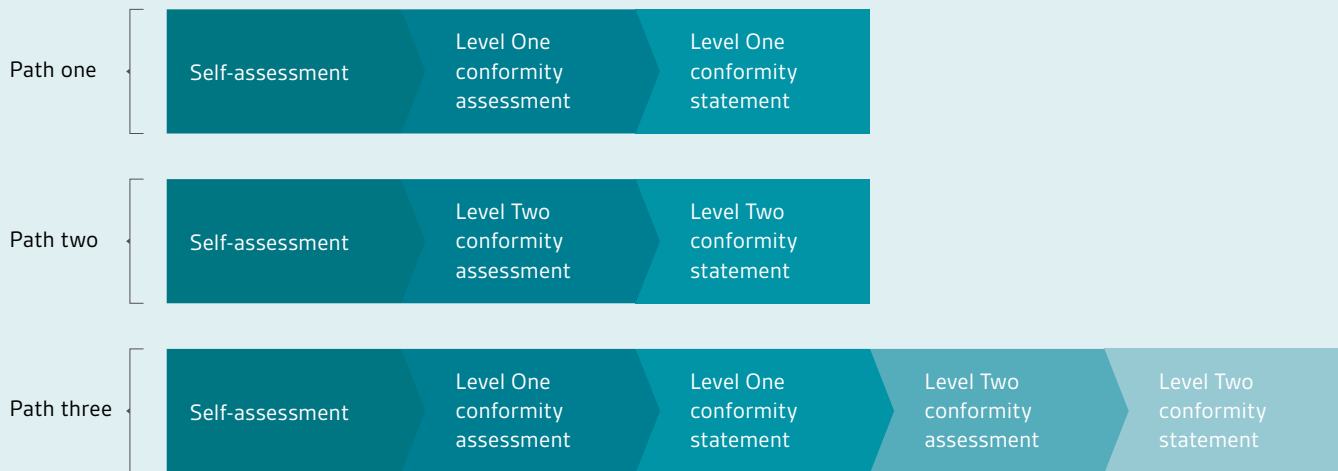 Path one
Self-assessment
Level One
conformity
assessment
Level One
conformity
statement
Path two
Self-assessment
Level Two
conformity
assessment
Level Two
conformity
statement
Path three
Self-assessment
Level One
conformity
assessment
Level One
conformity
statement
Level Two
conformity
assessment
Level Two
conformity
statement